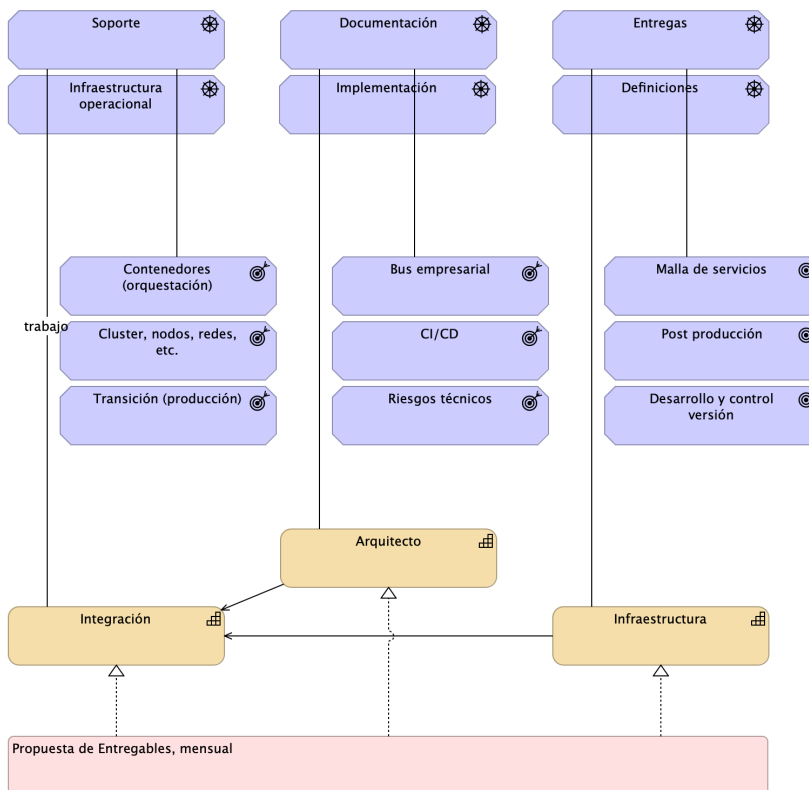 Soporte
Documentación
Entregas
Infraestructura
operacional
Implementación
Definiciones
Contenedores
(orquestación)
Bus empresarial
Malla de servicios
trabajo
Cluster, nodos, redes,
etc.
CI/CD
Post producción
Transición (producción)
Riesgos técnicos
Desarrollo y control
versión
Arquitecto
Integración
Infraestructura
Propuesta de Entregables, mensual